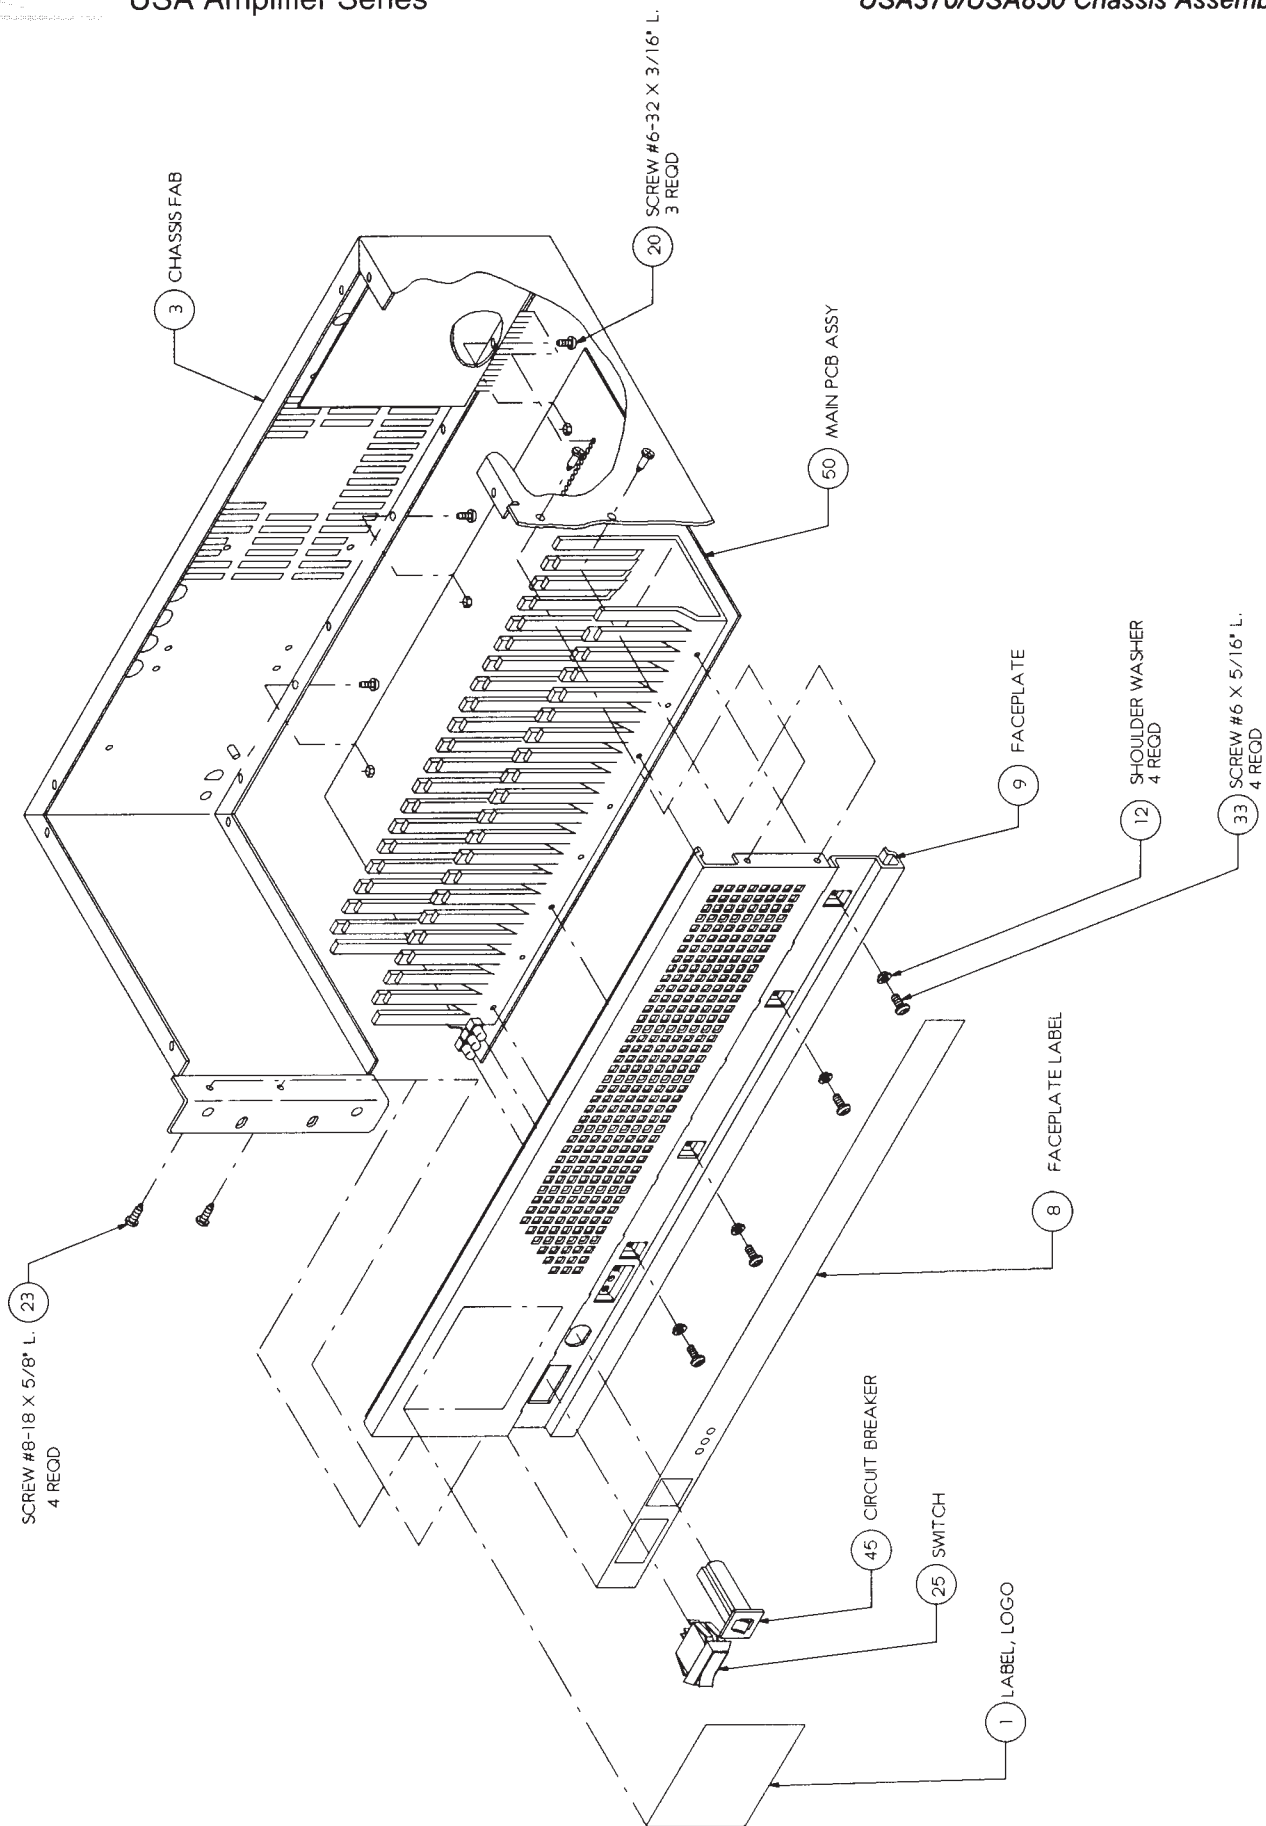 USA Amplifier Series
USA370/USA850 Chassis Assemb
SCREW #8-18 X 5/8" L.
4 REQD
23
3 CHASSIS FAB
20 SCREW #6-32 X 3/16" L.
3 REQD
50 MAIN PCB ASSY
9 FACEPLATE
12 SHOULDER WASHER
4 REQD
33 SCREW #6 X 5/16" L.
4 REQD
8 FACEPLATE LABEL
45 CIRCUIT BREAKER
25 SWITCH
1 LABEL, LOGO